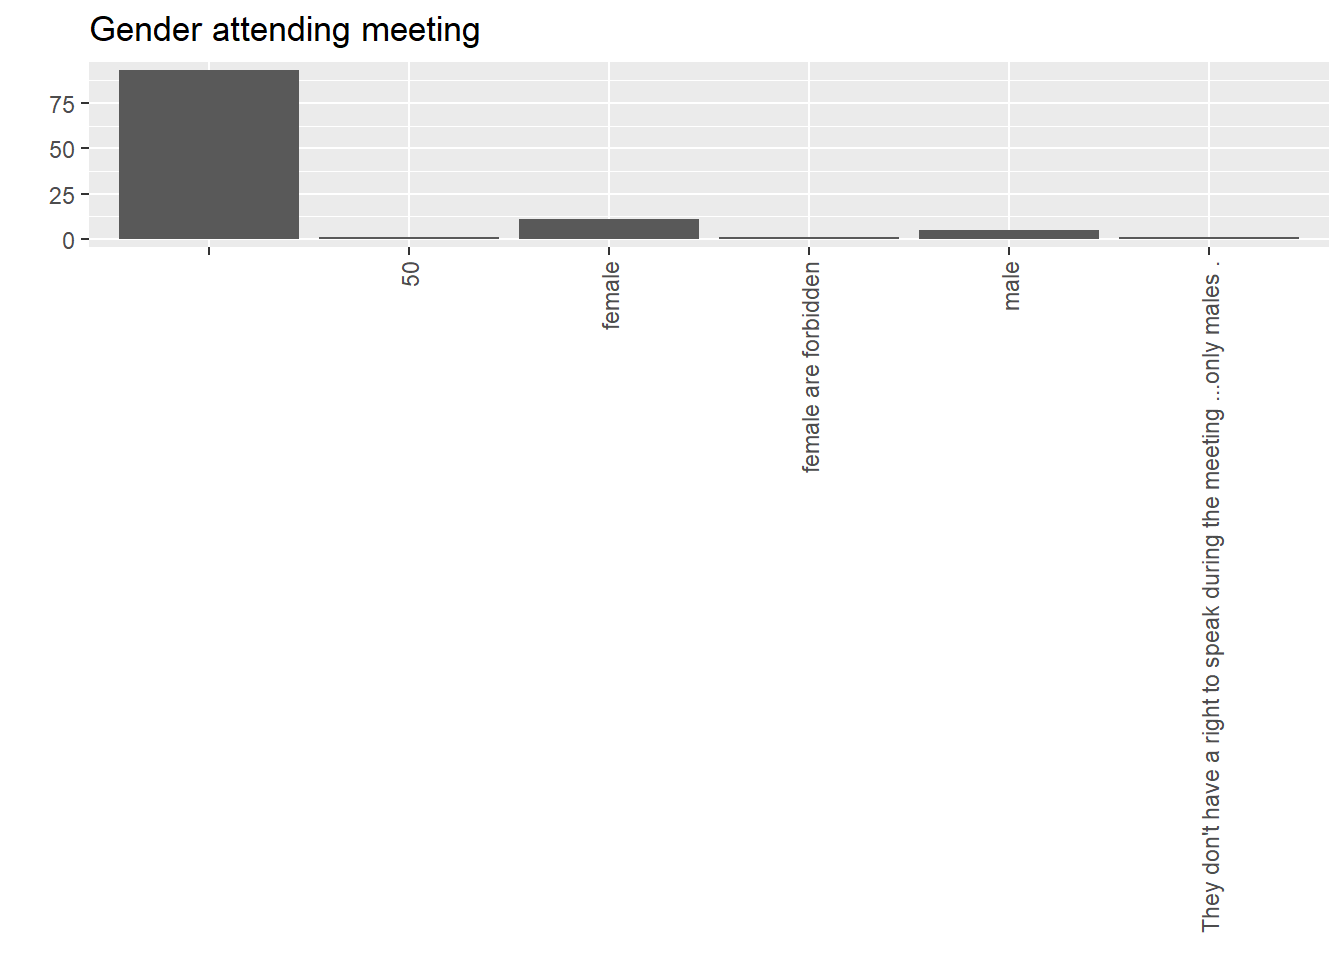 Gender attending meeting
75
50
25
0
50
female
female are forbidden
male
They don't have a right to speak during the meeting ...only males .